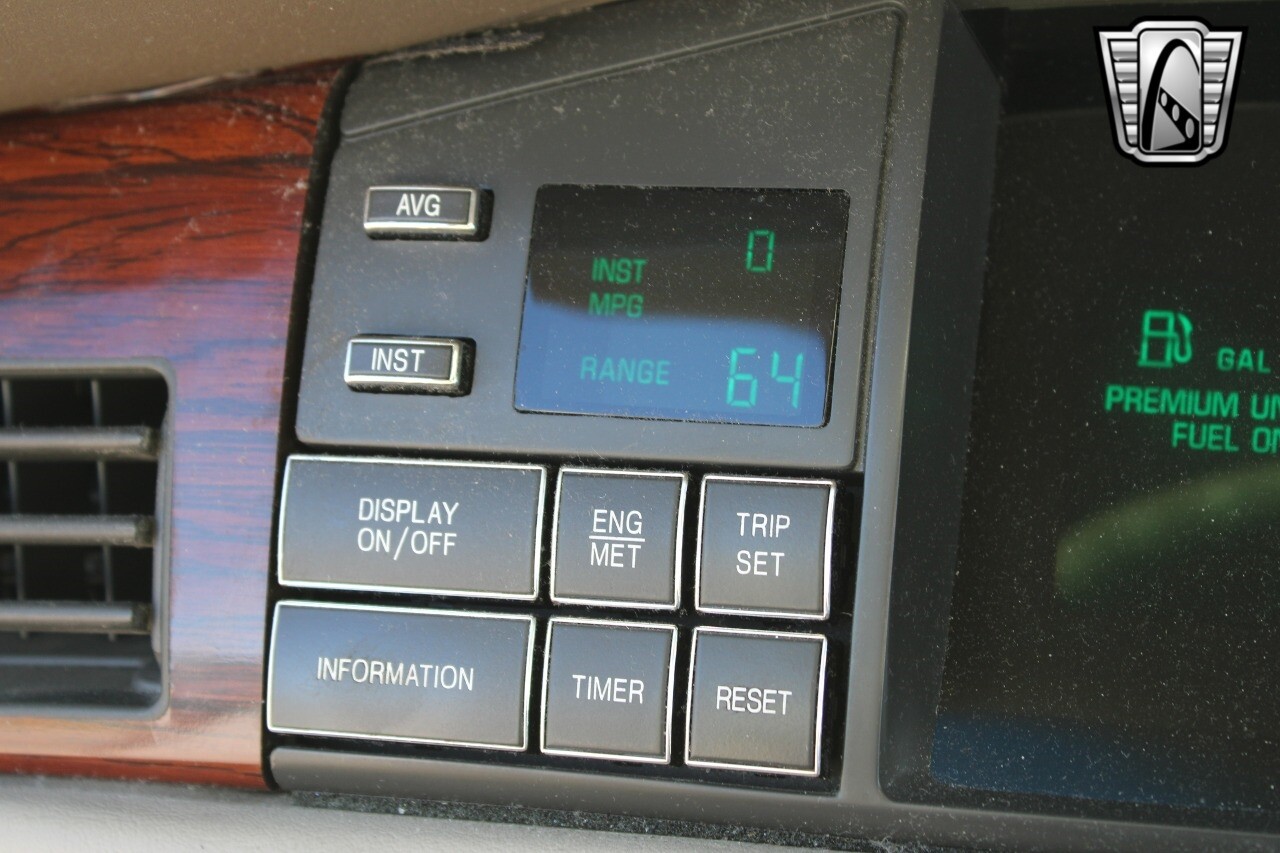 AVG
INST
0
INST
MPG
RANGE 64
DISPLAY
ON/OFF
ENG
MET
TRIP
SET
INFORMATION
TIMER
RESET
GAL
PREMIUM
FUEL